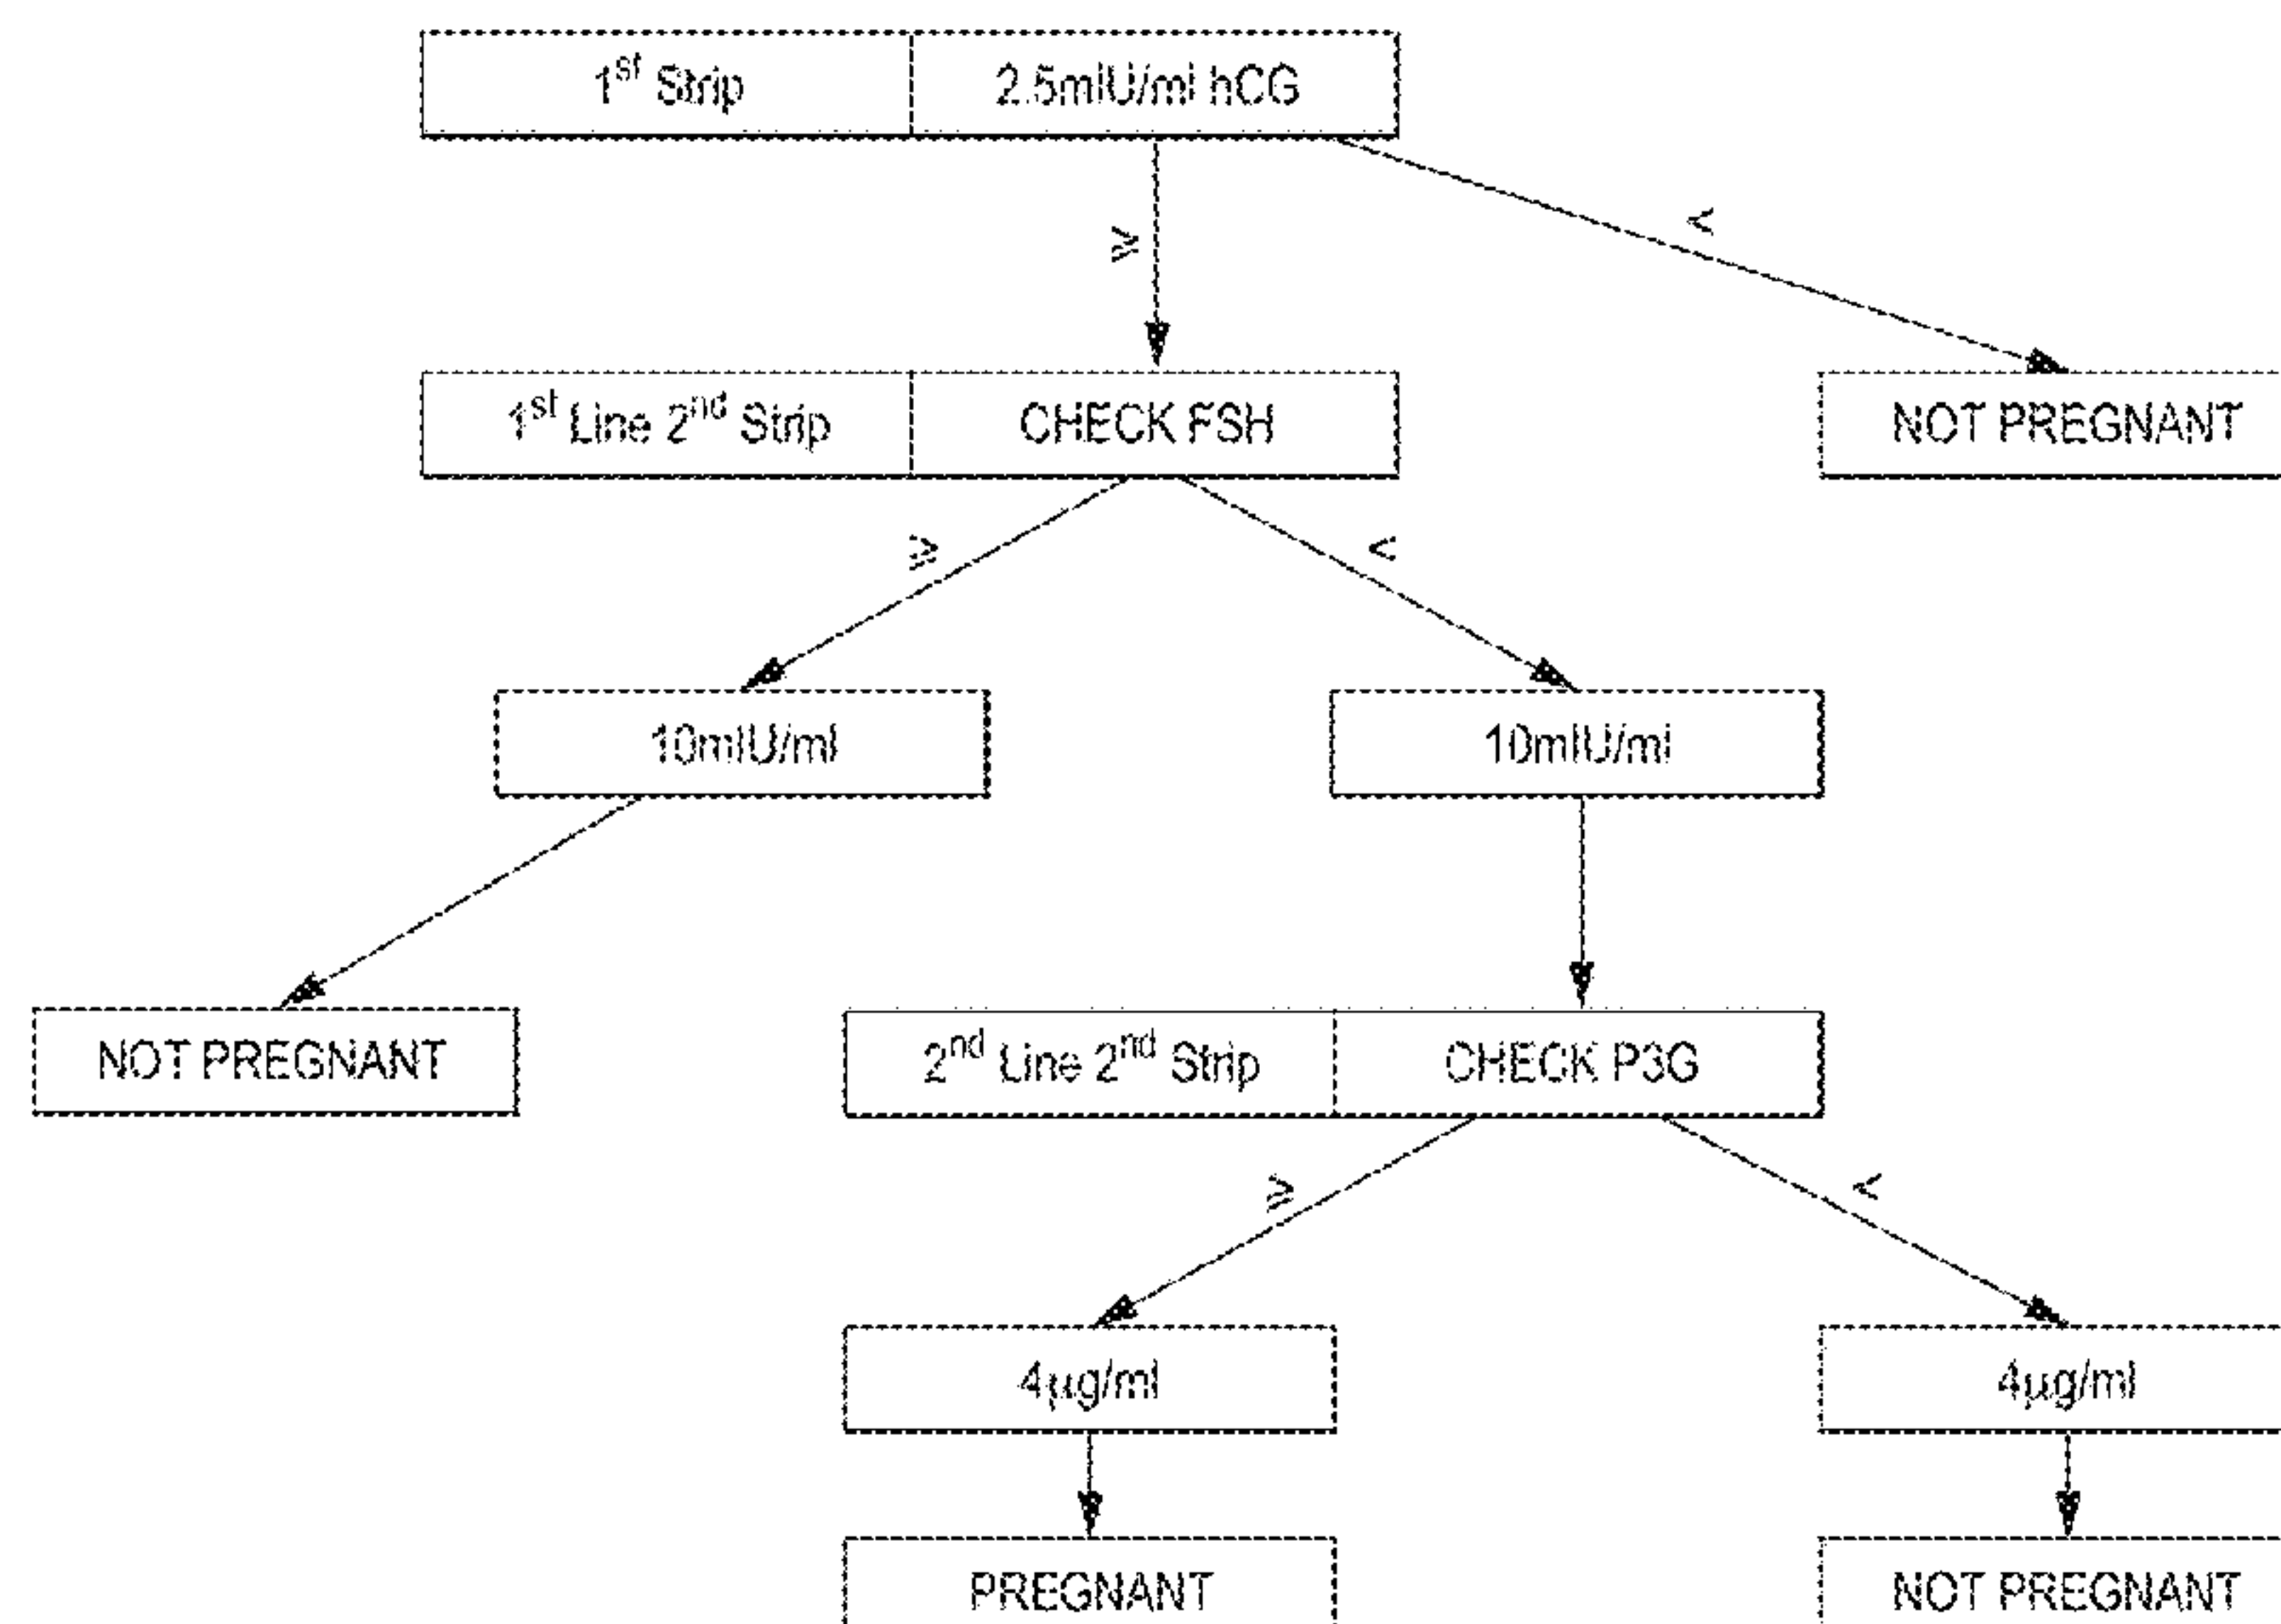 1st Strip 2.5mIU/ml hCG
≥ <
1st Line 2nd Strip CHECK FSH NOT PREGNANT
≥ <
10mIU/ml 10mIU/ml
NOT PREGNANT 2nd Line 2nd Strip CHECK P3G
≥ <
4µg/ml 4µg/ml
PREGNANT NOT PREGNANT